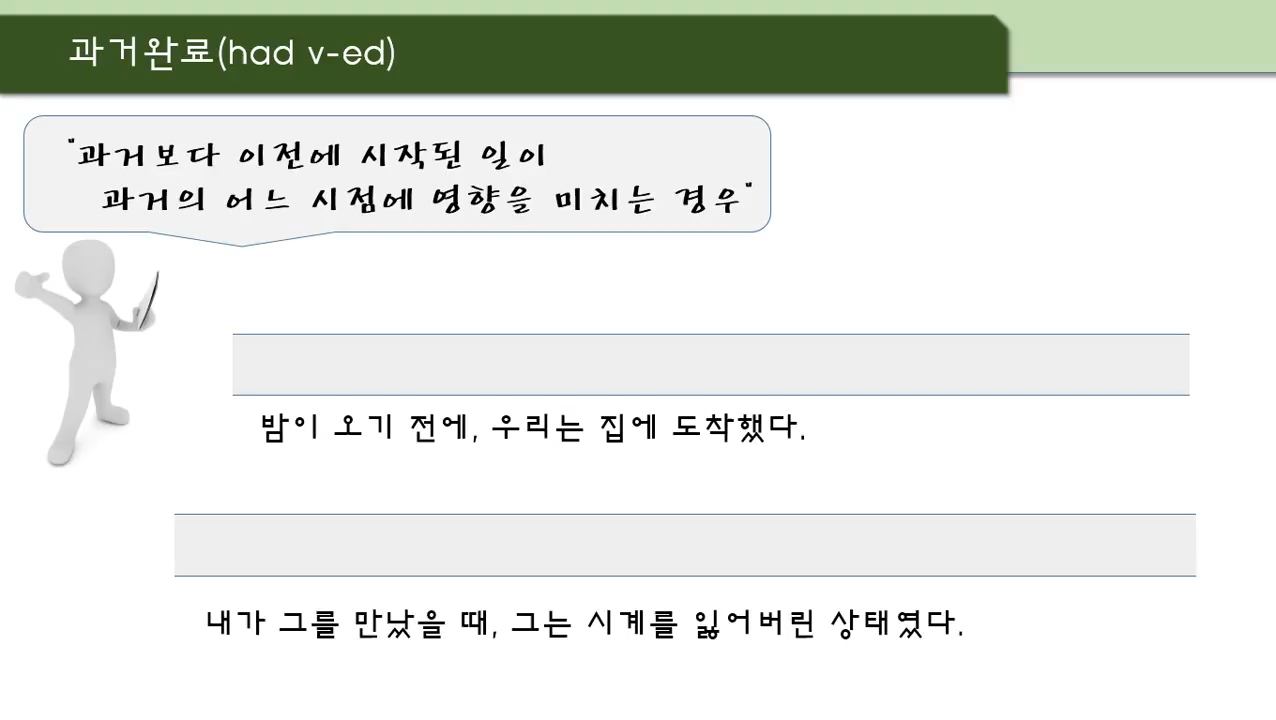 과거완료(had v-ed)
"과거보다 이전에 시작된 일이
과거의 어느 시점에 영향을 미치는 경우"
밤이 오기 전에, 우리는 집에 도착했다.
내가 그를 만났을 때, 그는 시계를 잃어버린 상태였다.